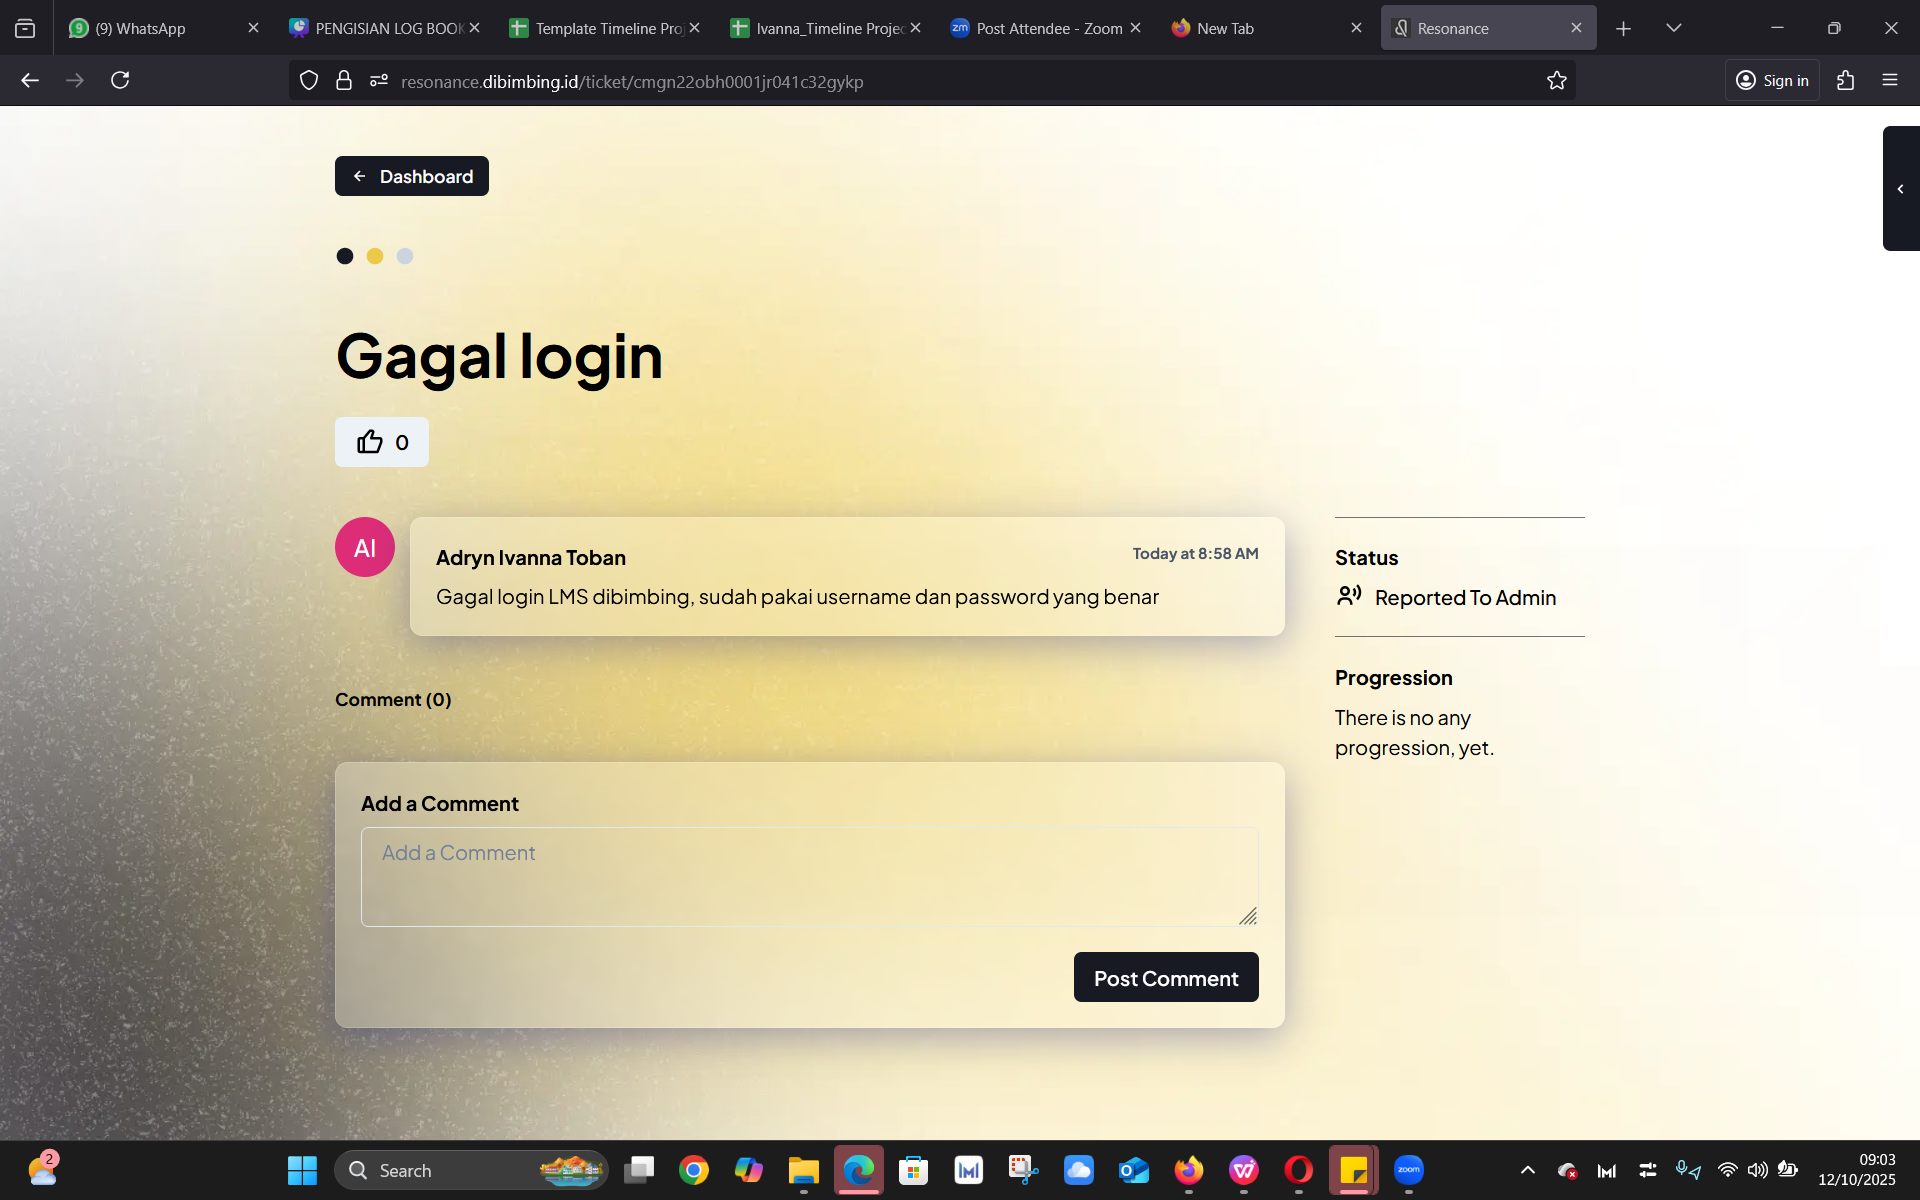 (9) WhatsApp
PENGISIAN LOG BOOK
Template Timeline Proj
Ivanna_Timeline Projec
Post Attendee - Zoom
New Tab
Resonance
resonance.dibimbing.id/ticket/cmgn22obh0001jr041c32gykp
Sign in
Dashboard
Gagal login
0
AI
Adryn Ivanna Toban
Today at 8:58 AM
Gagal login LMS dibimbing, sudah pakai username dan password yang benar
Status
Reported To Admin
Progression
There is no any
progression, yet.
Comment (0)
Add a Comment
Add a Comment
Post Comment
2
Search
zoom
09:03
12/10/2025